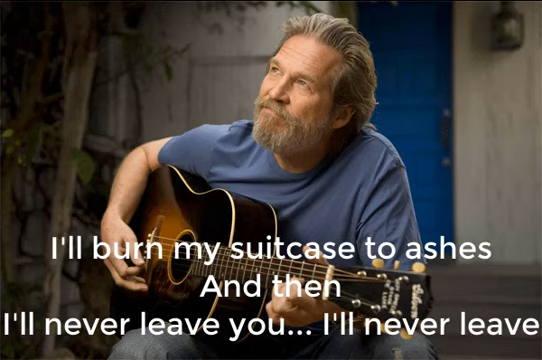 I'll burn my suitcase to ashes
And then
I'll never leave you... I'll never leave